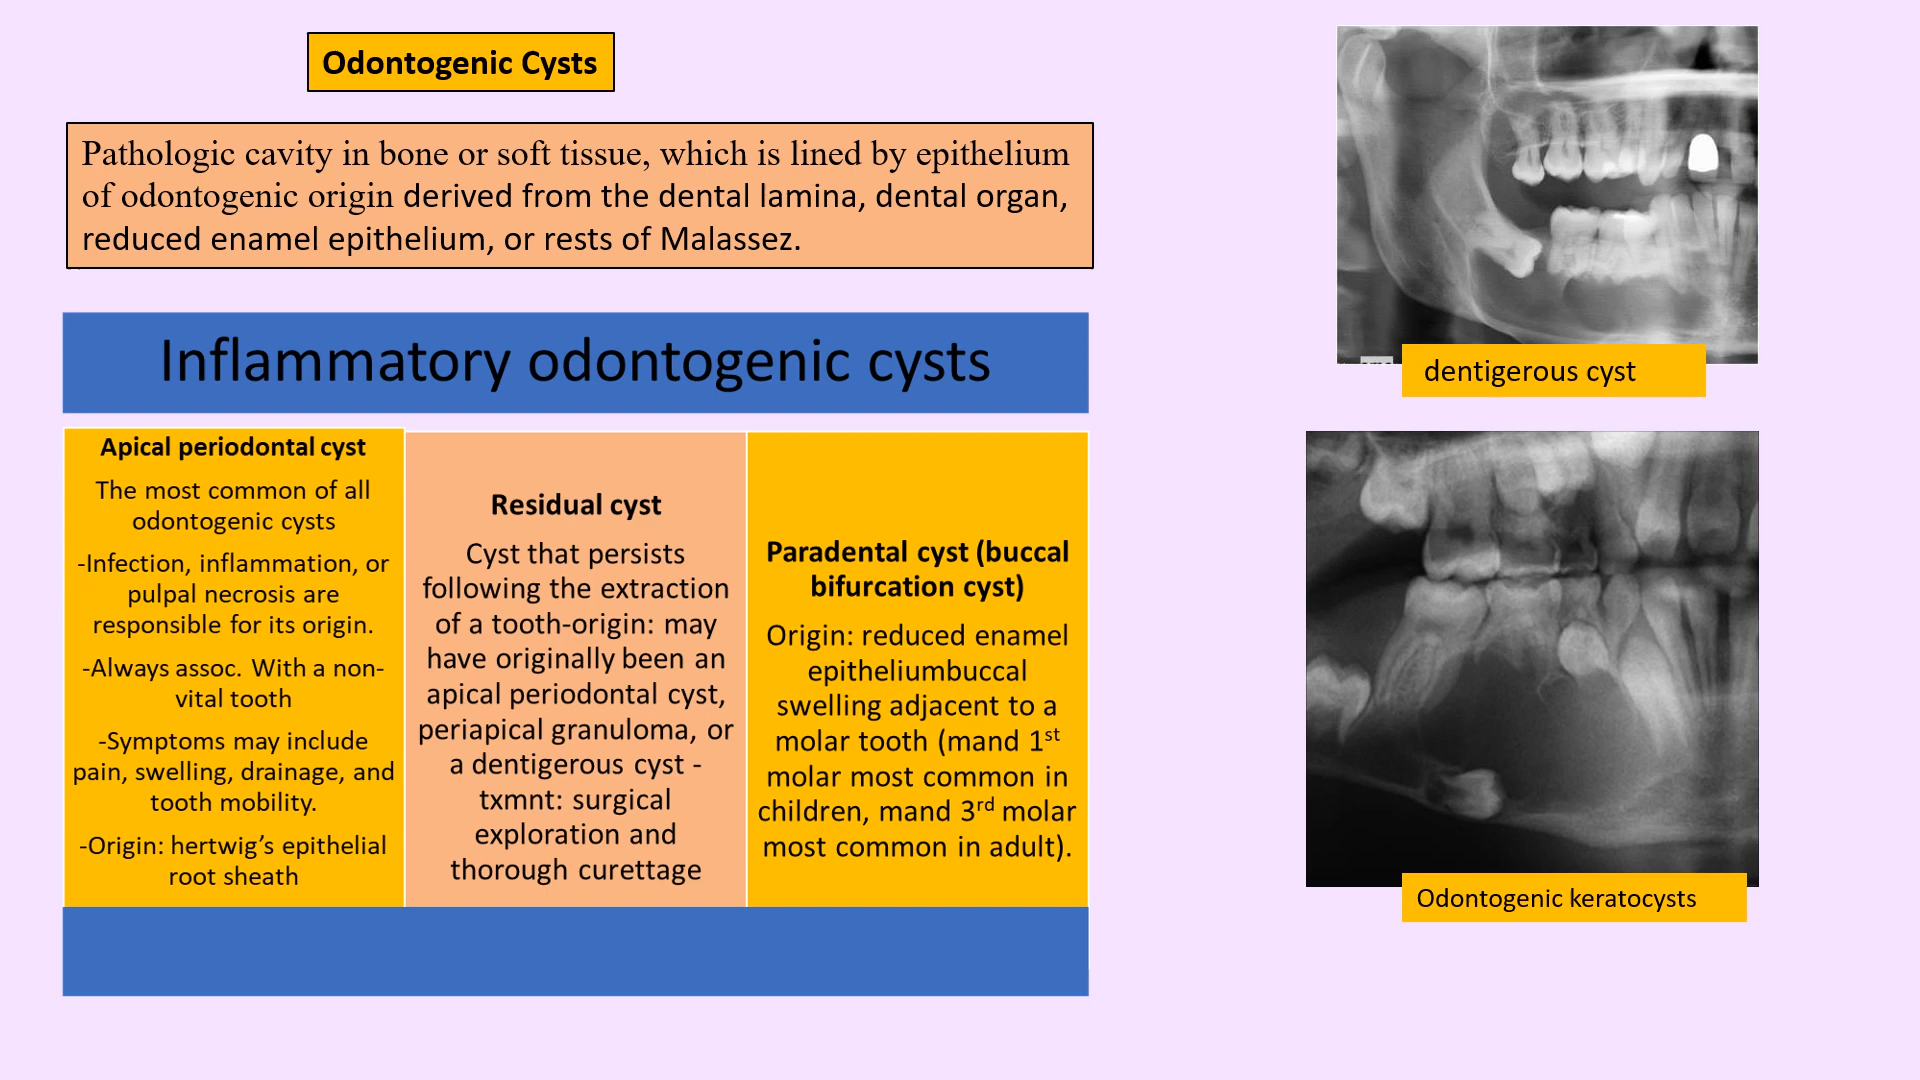 Odontogenic Cysts
Pathologic cavity in bone or soft tissue, which is lined by epithelium
of odontogenic origin derived from the dental lamina, dental organ,
reduced enamel epithelium, or rests of Malassez.
Inflammatory odontogenic cysts
Apical periodontal cyst
The most common of all
odontogenic cysts
-Infection, inflammation, or
pulpal necrosis are
responsible for its origin.
-Always assoc. With a non-
vital tooth
-Symptoms may include
pain, swelling, drainage, and
tooth mobility.
-Origin: hertwig’s epithelial
root sheath
Residual cyst
Cyst that persists
following the extraction
of a tooth-origin: may
have originally been an
apical periodontal cyst,
periapical granuloma, or
a dentigerous cyst -
txmnt: surgical
exploration and
thorough curettage
Paradental cyst (buccal
bifurcation cyst)
Origin: reduced enamel
epitheliumbuccal
swelling adjacent to a
molar tooth (mand 1st
molar most common in
children, mand 3rd molar
most common in adult).
dentigerous cyst
Odontogenic keratocysts